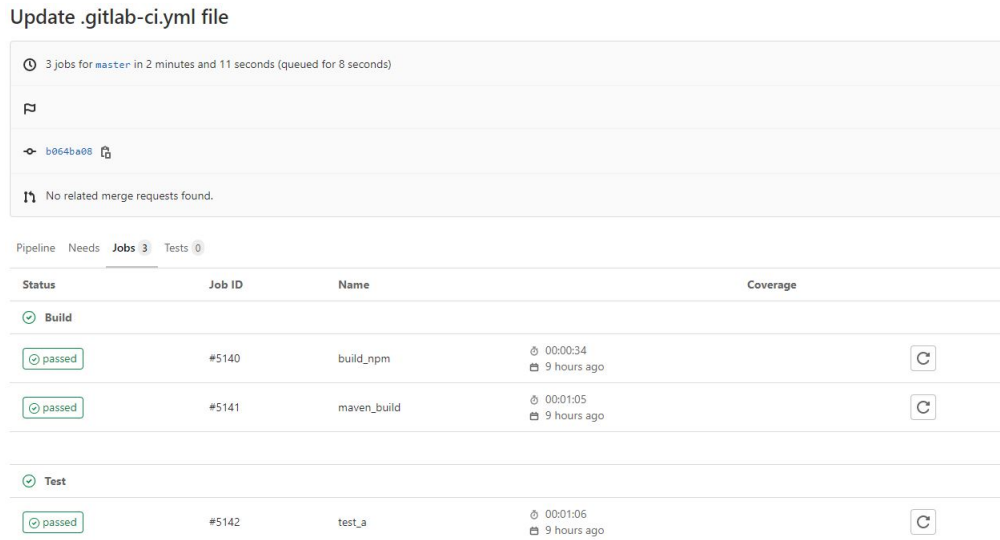 Update .gitlab-ci.yml file
3 jobs for master in 2 minutes and 11 seconds (queued for 8 seconds)
b064ba08
No related merge requests found.
Pipeline Needs Jobs 3 Tests 0
Status Job ID Name Coverage
Build
passed #5140 build_npm 00:00:34
9 hours ago
passed #5141 maven_build 00:01:05
9 hours ago
Test
passed #5142 test_a 00:01:06
9 hours ago